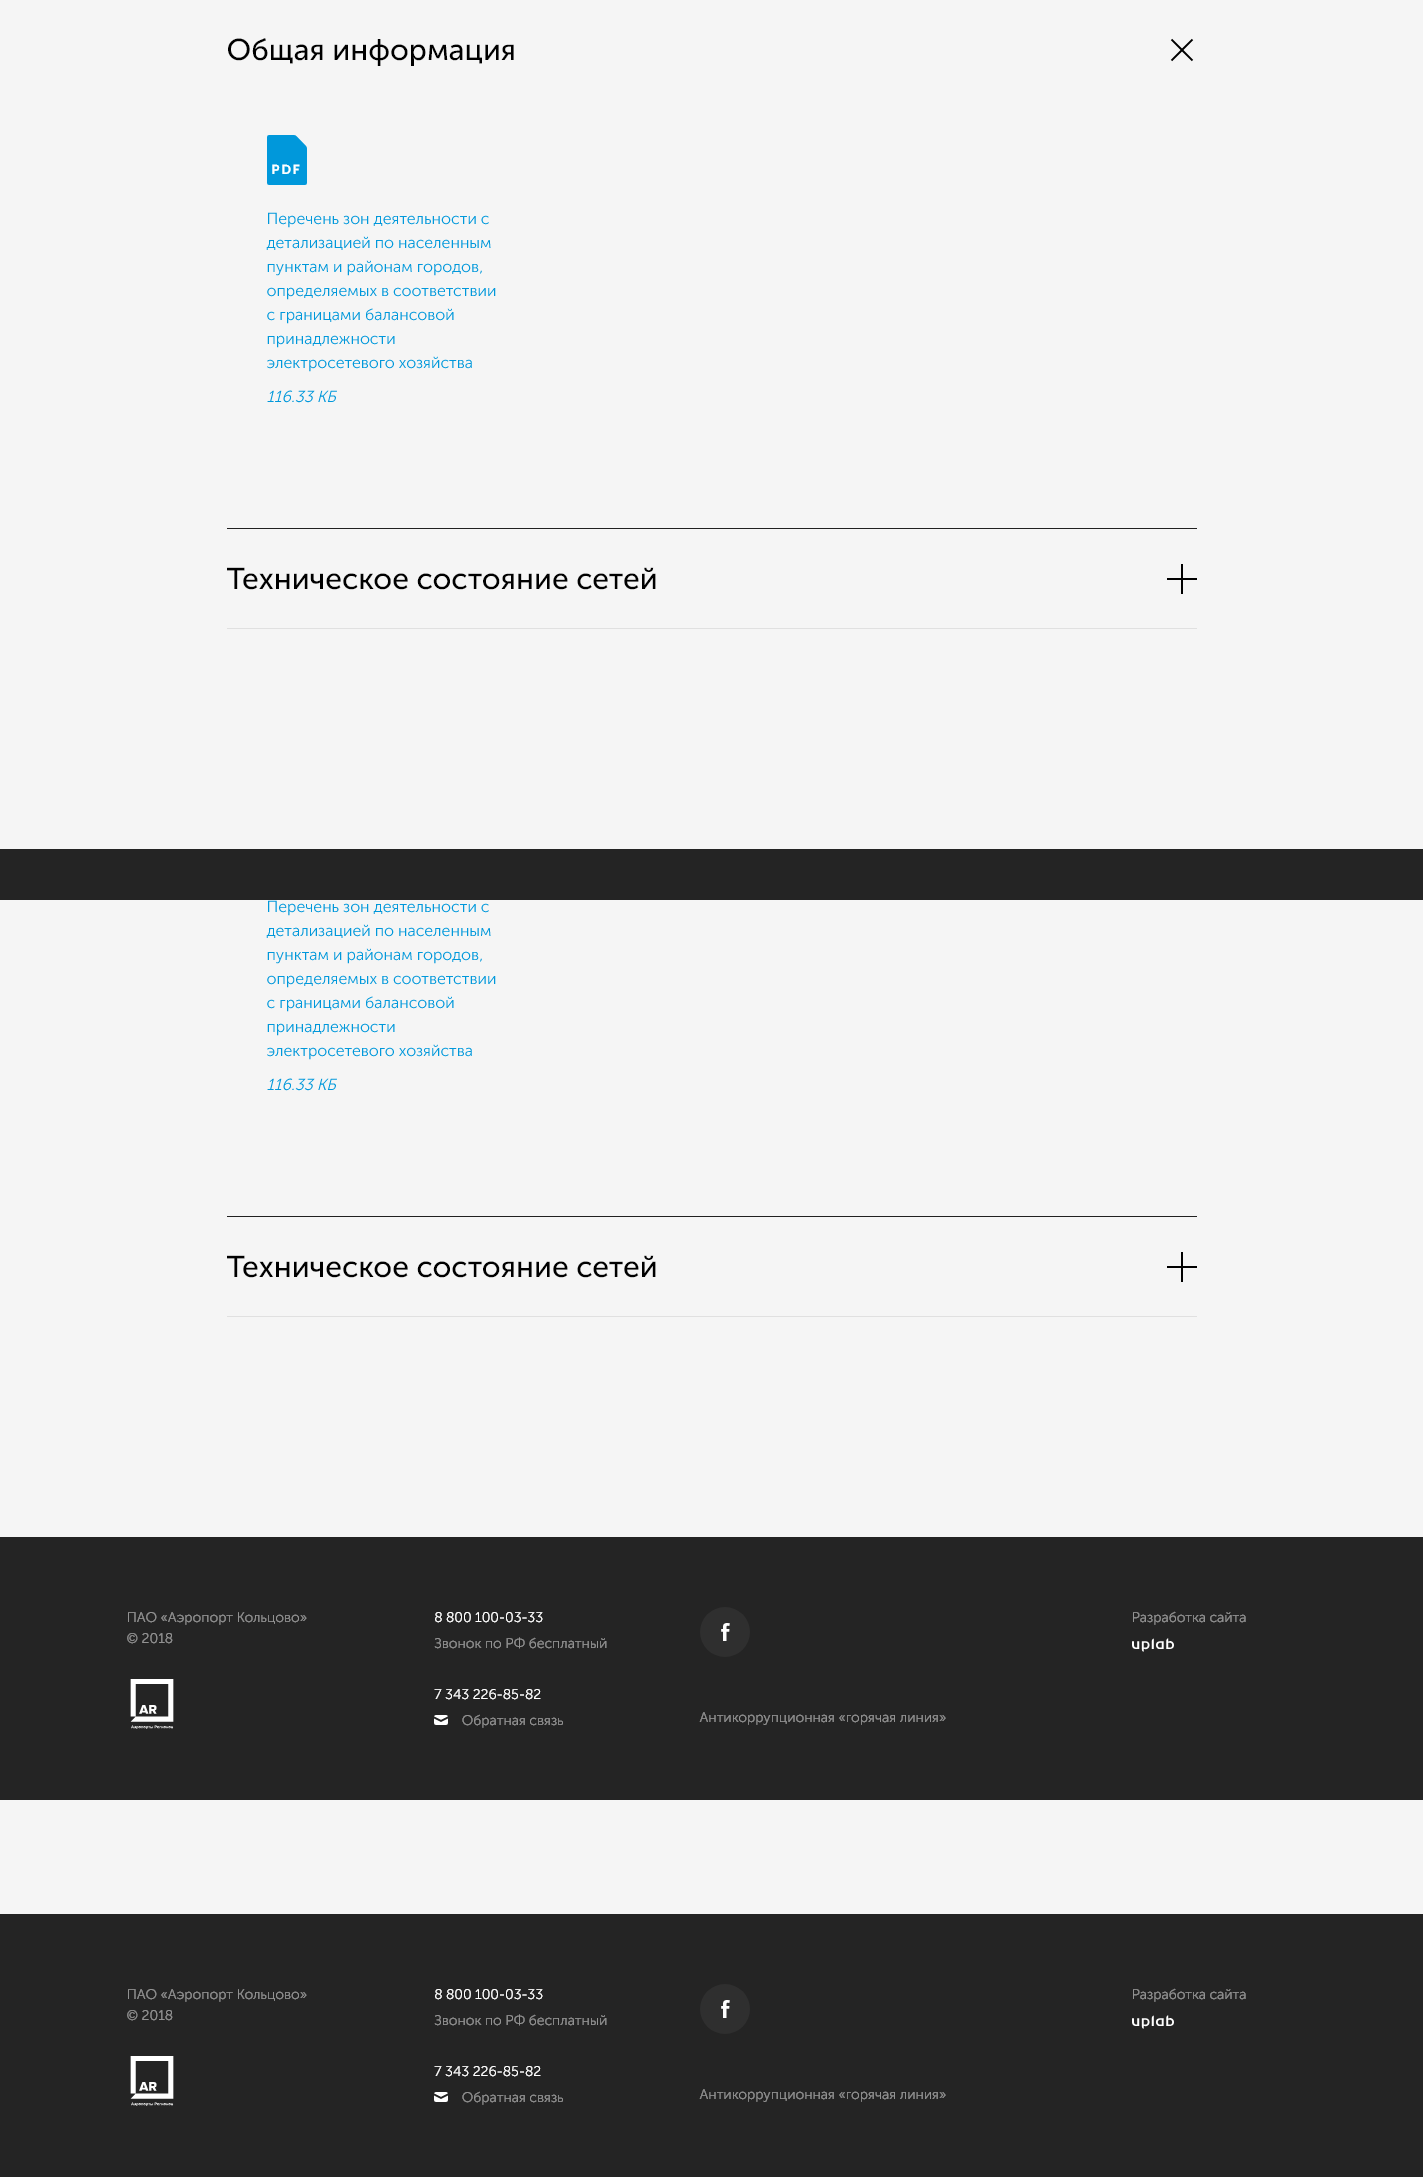 Общая информация
PDF
Перечень зон деятельности с
детализацией по населенным
пунктам и районам городов,
определяемых в соответствии
с границами балансовой
принадлежности
электросетевого хозяйства
116.33 КБ
Техническое состояние сетей
Перечень зон деятельности с
детализацией по населенным
пунктам и районам городов,
определяемых в соответствии
с границами балансовой
принадлежности
электросетевого хозяйства
116.33 КБ
Техническое состояние сетей
ПАО «Аэропорт Кольцово»
© 2018
AR
Аэропорты Регионов
8 800 100-03-33
Звонок по РФ бесплатный
7 343 226-85-82
Обратная связь
f
Антикоррупционная «горячая линия»
Разработка сайта
uplab
ПАО «Аэропорт Кольцово»
© 2018
AR
Аэропорты Регионов
8 800 100-03-33
Звонок по РФ бесплатный
7 343 226-85-82
Обратная связь
f
Антикоррупционная «горячая линия»
Разработка сайта
uplab